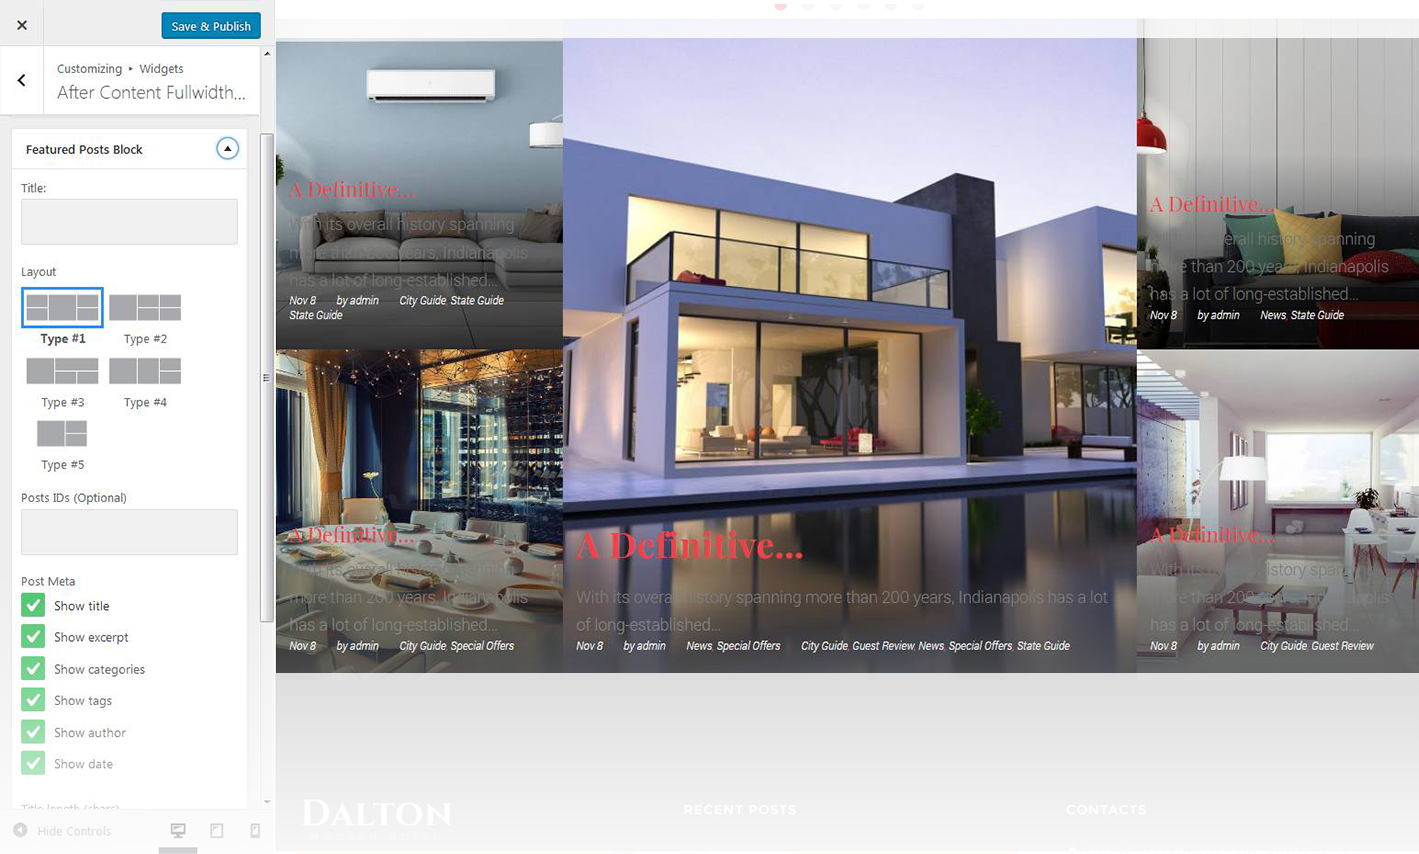 Save & Publish
Customizing ▸ Widgets
After Content Fullwidth...
Featured Posts Block
Title:
Layout
Type #1
Type #2
Type #3
Type #4
Type #5
Posts IDs (Optional)
Post Meta
Show title
Show excerpt
Show categories
Show tags
Show author
Show date
Title length (chars)
Hide Controls
A Definitive...
With its overall history spanning
more than 200 years, Indianapolis
has a lot of long-established...
Nov 8 by admin City Guide, State Guide
State Guide
A Definitive...
With its overall history spanning
more than 200 years, Indianapolis
has a lot of long-established...
Nov 8 by admin City Guide, Special Offers
A Definitive...
With its overall history spanning more than 200 years, Indianapolis has a lot
of long-established...
Nov 8 by admin News, Special Offers City Guide, Guest Review, News, Special Offers, State Guide
A Definitive...
overall history spanning
more than 200 years, Indianapolis
has a lot of long-established...
Nov 8 by admin News, State Guide
A Definitive...
With its overall history spanning
more than 200 years, Indianapolis
has a lot of long-established...
Nov 8 by admin City Guide, Guest Review
DALTON
RECENT POSTS
CONTACTS